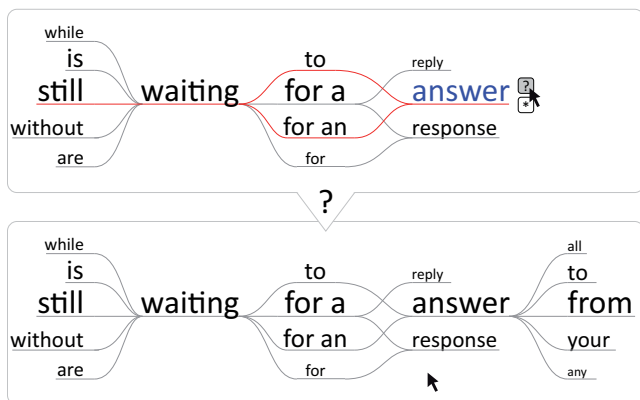 while
is
to
reply
still waiting for a answer ?
*
without
for an
response
are
for
?
while
all
is
to
reply
to
still waiting for a answer from
without
for an
response
your
are
for
any